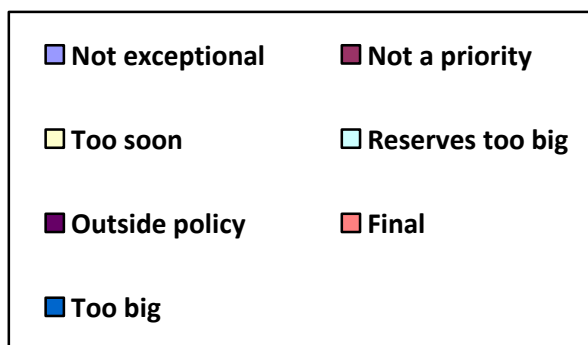 Not exceptional Not a priority
Too soon Reserves too big
Outside policy Final
Too big